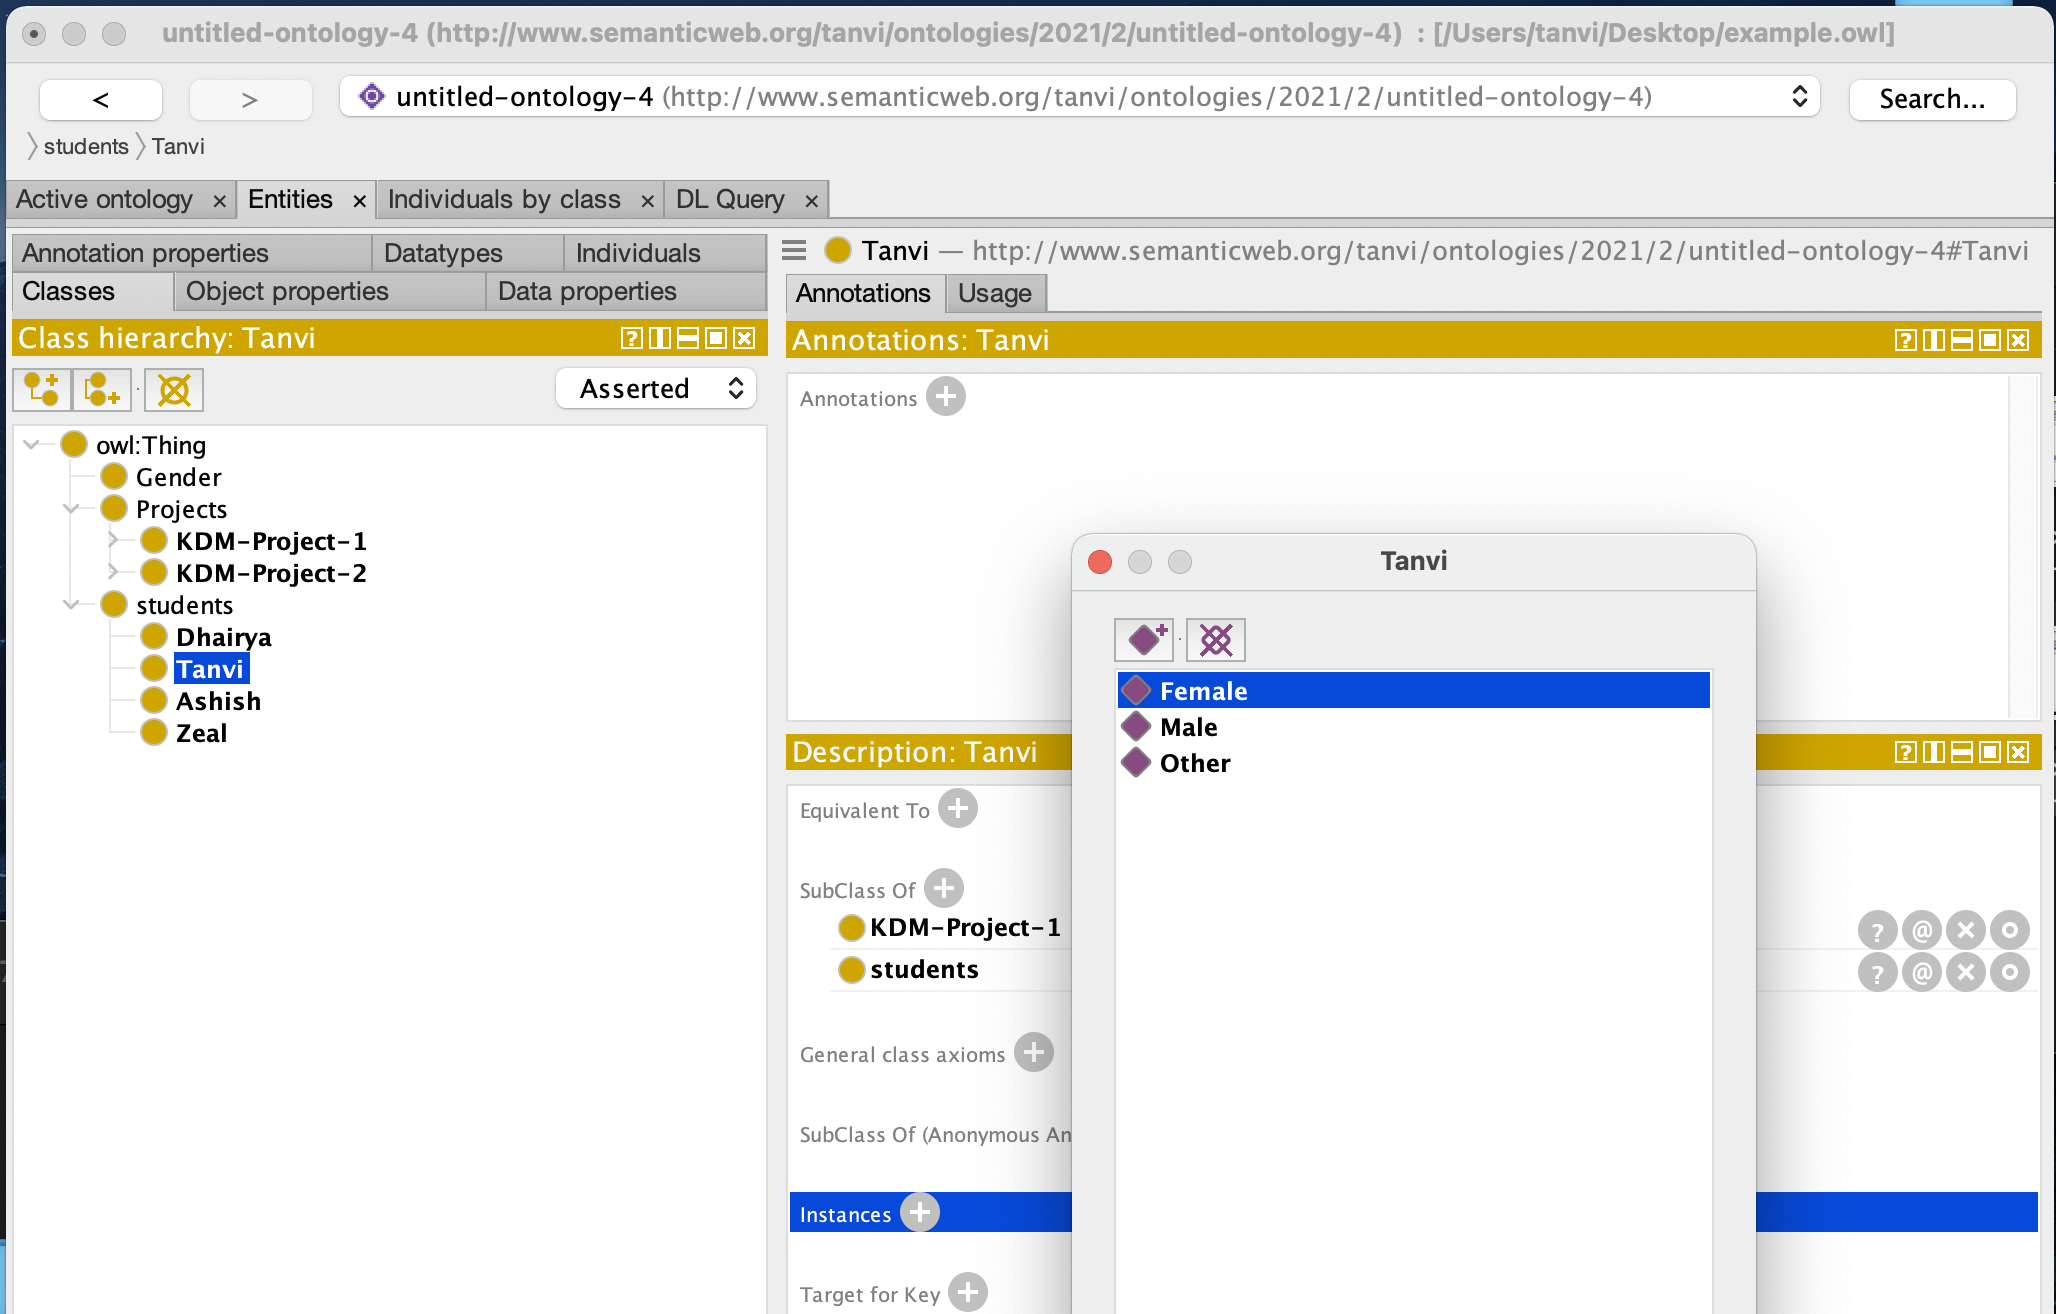 untitled-ontology-4 (http://www.semanticweb.org/tanvi/ontologies/2021/2/untitled-ontology-4) : [/Users/tanvi/Desktop/example.owl]
< > untitled-ontology-4 (http://www.semanticweb.org/tanvi/ontologies/2021/2/untitled-ontology-4) Search...
students Tanvi
Active ontology × Entities × Individuals by class × DL Query ×
Annotation properties Datatypes Individuals
Classes Object properties Data properties
Class hierarchy: Tanvi
Asserted
owl:Thing
Gender
Projects
KDM-Project-1
KDM-Project-2
students
Dhairya
Tanvi
Ashish
Zeal
Tanvi — http://www.semanticweb.org/tanvi/ontologies/2021/2/untitled-ontology-4#Tanvi
Annotations Usage
Annotations: Tanvi
Annotations
Description: Tanvi
Equivalent To
SubClass Of
KDM-Project-1
students
General class axioms
SubClass Of (Anonymous An
Instances
Target for Key
Tanvi
Female
Male
Other